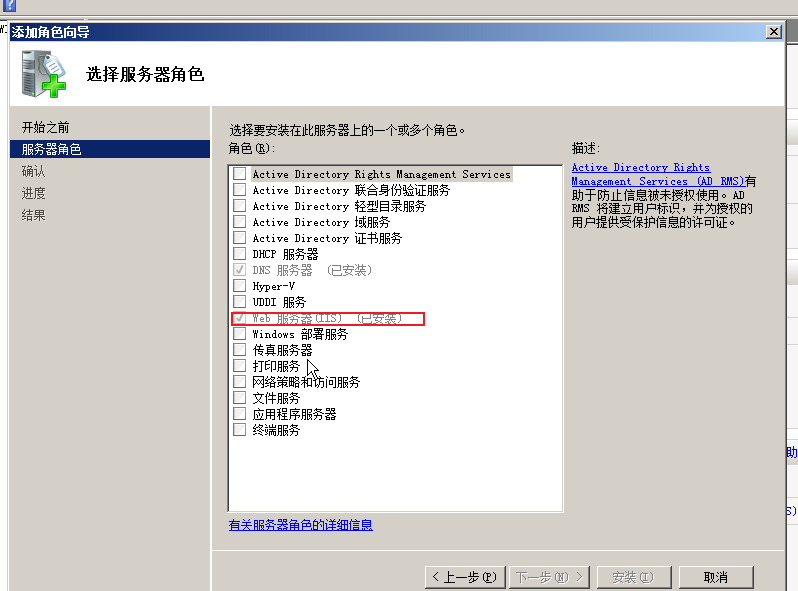 添加角色向导
选择服务器角色
开始之前
服务器角色
确认
进度
结果
选择要安装在此服务器上的一个或多个角色。
角色(R):
Active Directory Rights Management Services
Active Directory 联合身份验证服务
Active Directory 轻型目录服务
Active Directory 域服务
Active Directory 证书服务
DHCP 服务器
DNS 服务器 (已安装)
Hyper-V
UDDI 服务
Web 服务器(IIS) (已安装)
Windows 部署服务
传真服务器
打印服务
网络策略和访问服务
文件服务
应用程序服务器
终端服务
有关服务器角色的详细信息
描述:
Active Directory Rights
Management Services (AD RMS)有
助于防止信息被未授权使用。AD
RMS 将建立用户标识，并为授权的
用户提供受保护信息的许可证。
助
S)
< 上一步(P)
下一步(N) >
安装(I)
取消